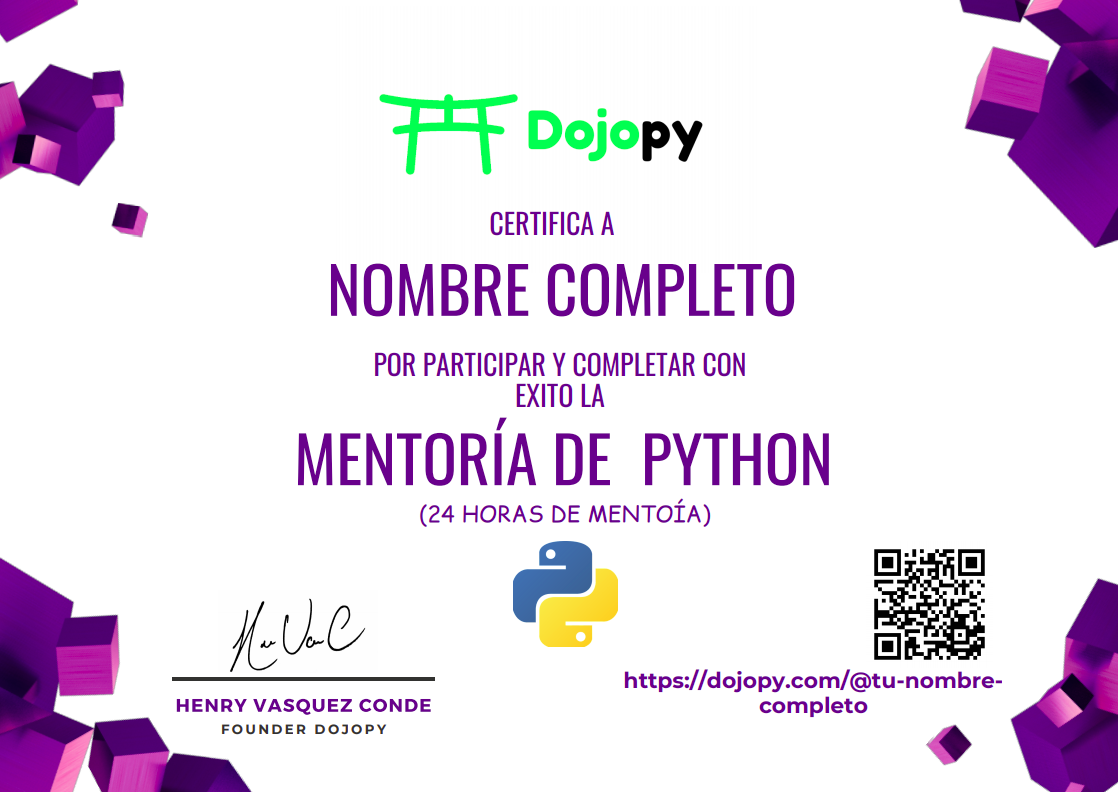 Dojopy
CERTIFICA A
NOMBRE COMPLETO
POR PARTICIPAR Y COMPLETAR CON
EXITO LA
MENTORÍA DE PYTHON
(24 HORAS DE MENTOÍA)
HENRY VASQUEZ CONDE
FOUNDER DOJOPY
https://dojopy.com/@tu-nombre-
completo